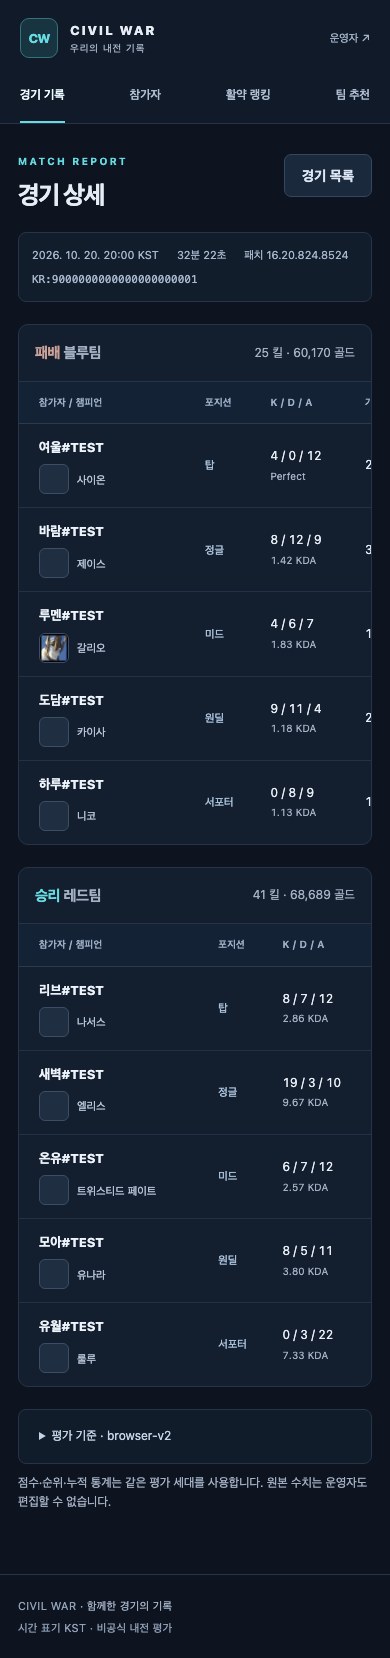 CW
CIVIL WAR
우리의 내전 기록
운영자 ↗
경기 기록 참가자 활약 랭킹 팀 추천
MATCH REPORT
경기 상세
경기 목록
2026. 10. 20. 20:00 KST 32분 22초 패치 16.20.824.8524
KR:9000000000000000000001
패배 블루팀 25 킬 · 60,170 골드
참가자 / 챔피언 포지션 K / D / A
여울#TEST
사이온
탑
4 / 0 / 12
Perfect
2
바람#TEST
제이스
정글
8 / 12 / 9
1.42 KDA
3
루멘#TEST
갈리오
미드
4 / 6 / 7
1.83 KDA
1
도담#TEST
카이사
원딜
9 / 11 / 4
1.18 KDA
2
하루#TEST
니코
서포터
0 / 8 / 9
1.13 KDA
1
승리 레드팀 41 킬 · 68,689 골드
참가자 / 챔피언 포지션 K / D / A
리브#TEST
나서스
탑
8 / 7 / 12
2.86 KDA
새벽#TEST
엘리스
정글
19 / 3 / 10
9.67 KDA
온유#TEST
트위스티드 페이트
미드
6 / 7 / 12
2.57 KDA
모아#TEST
유나라
원딜
8 / 5 / 11
3.80 KDA
유월#TEST
룰루
서포터
0 / 3 / 22
7.33 KDA
▶ 평가 기준 · browser-v2
점수·순위·누적 통계는 같은 평가 세대를 사용합니다. 원본 수치는 운영자도
편집할 수 없습니다.
CIVIL WAR · 함께한 경기의 기록
시간 표기 KST · 비공식 내전 평가